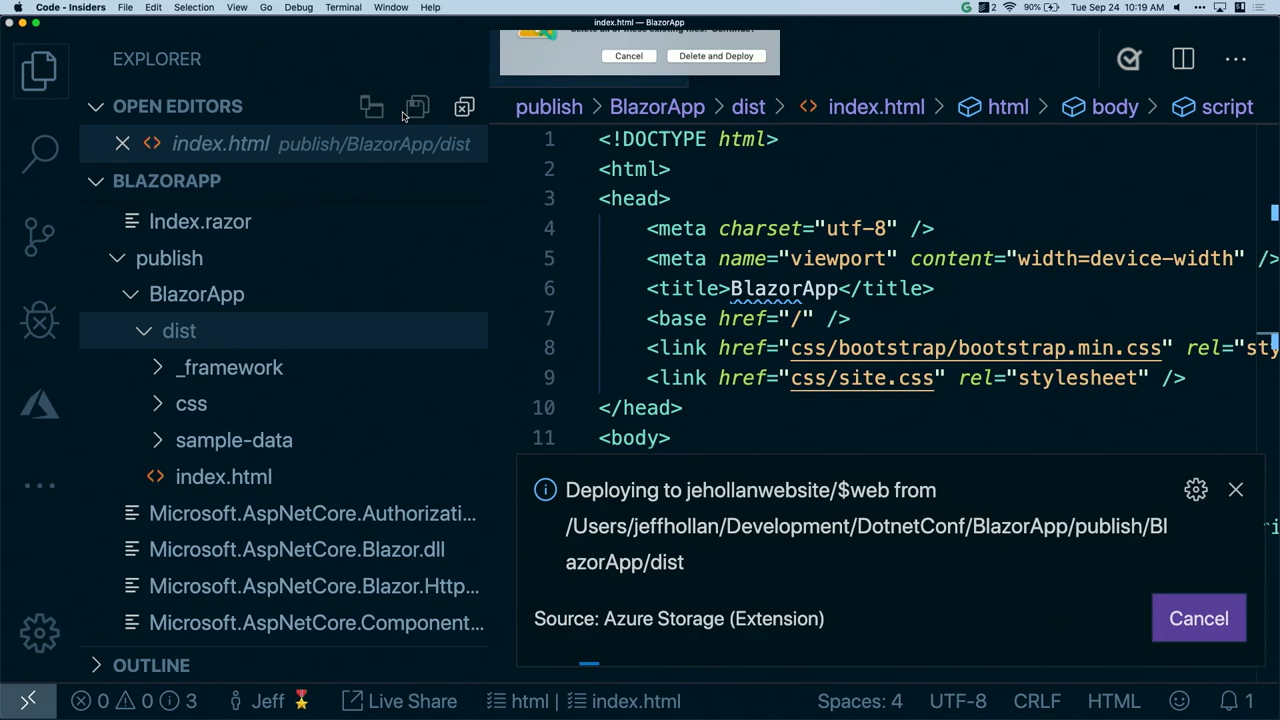 Code - Insiders File Edit Selection View Go Debug Terminal Window Help
2 90% Tue Sep 24 10:19 AM
index.html — BlazorApp
delete all of these existing files? Continue?
Cancel Delete and Deploy
EXPLORER
OPEN EDITORS
index.html publish/BlazorApp/dist
BLAZORAPP
Index.razor
publish
BlazorApp
dist
_framework
css
sample-data
index.html
Microsoft.AspNetCore.Authorizati...
Microsoft.AspNetCore.Blazor.dll
Microsoft.AspNetCore.Blazor.Http...
Microsoft.AspNetCore.Component...
OUTLINE
publish > BlazorApp > dist > index.html > html > body > script
1 <!DOCTYPE html>
2 <html>
3 <head>
4 <meta charset="utf-8" />
5 <meta name="viewport" content="width=device-width" />
6 <title>BlazorApp</title>
7 <base href="/" />
8 <link href="css/bootstrap/bootstrap.min.css" rel="sty
9 <link href="css/site.css" rel="stylesheet" />
10 </head>
11 <body>
Deploying to jehollanwebsite/$web from
/Users/jeffhollan/Development/DotnetConf/BlazorApp/publish/Bl
azorApp/dist
Source: Azure Storage (Extension)
Cancel
0 0 3 Jeff Live Share html | index.html Spaces: 4 UTF-8 CRLF HTML 1